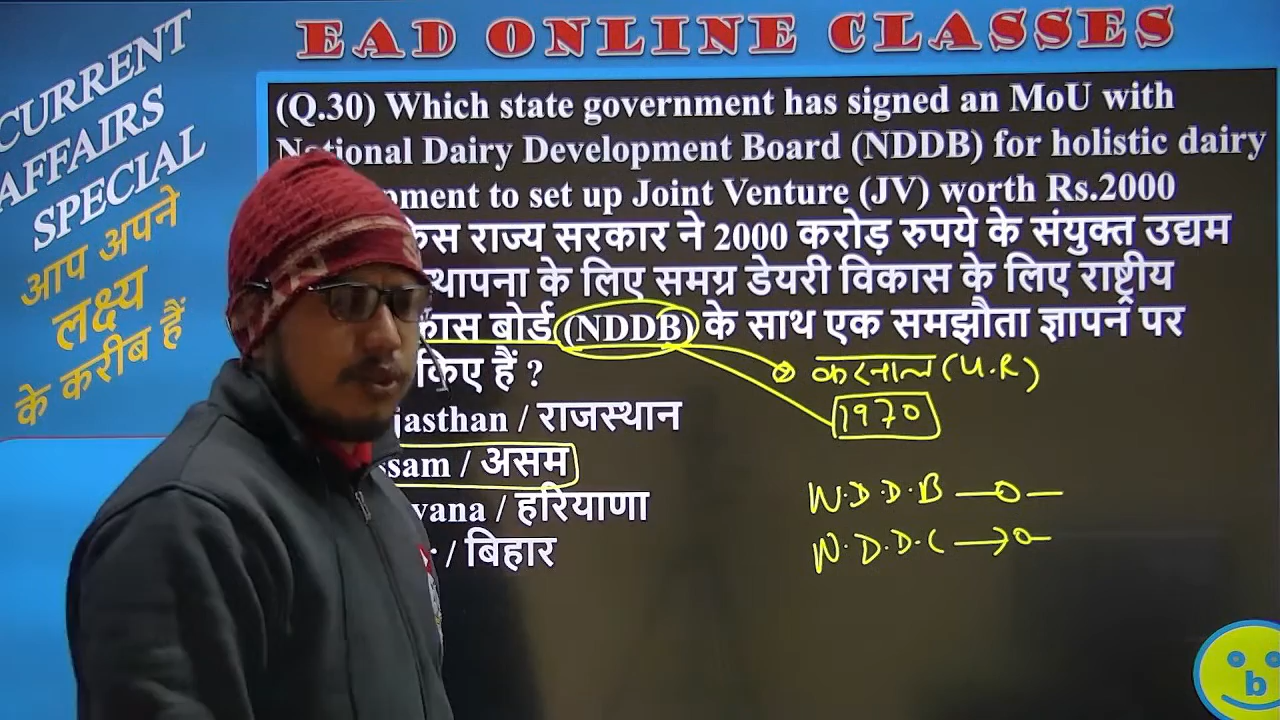 EAD ONLINE CLASSES
CURRENT
AFFAIRS
SPECIAL
आप अपने
लक्ष्य
के करीब हैं
(Q.30) Which state government has signed an MoU with
National Dairy Development Board (NDDB) for holistic dairy
pment to set up Joint Venture (JV) worth Rs.2000
राज्य सरकार ने 2000 करोड़ रुपये के संयुक्त उद्यम
थापना के लिए समग्र डेयरी विकास के लिए राष्ट्रीय
कास बोर्ड (NDDB) के साथ एक समझौता ज्ञापन पर
किए हैं ?
करनाल (U.R)
1970
jasthan / राजस्थान
ssam / असम
yana / हरियाणा
/ बिहार
N.D.D.B
N.D.D.C
b